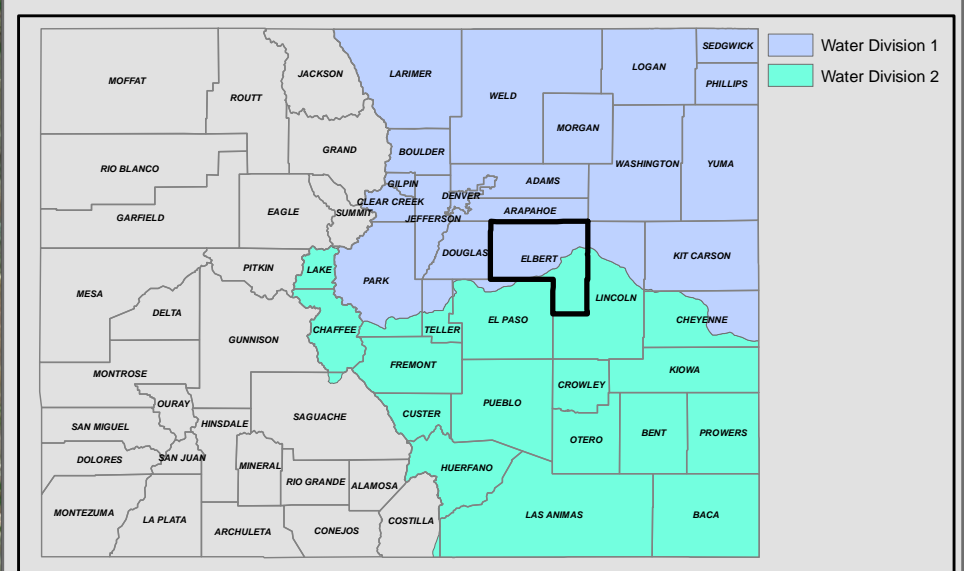 Water Division 1
Water Division 2
SEDGWICK
LOGAN
JACKSON
LARIMER
MOFFAT
PHILLIPS
ROUTT
WELD
MORGAN
GRAND
BOULDER
WASHINGTON
YUMA
RIO BLANCO
GILPIN
ADAMS
DENVER
CLEAR CREEK
EAGLE
SUMMIT
ARAPAHOE
GARFIELD
JEFFERSON
DOUGLAS
ELBERT
KIT CARSON
PITKIN
LAKE
PARK
MESA
LINCOLN
DELTA
EL PASO
CHEYENNE
CHAFFEE
TELLER
GUNNISON
FREMONT
KIOWA
MONTROSE
CROWLEY
OURAY
PUEBLO
CUSTER
SAGUACHE
HINSDALE
SAN MIGUEL
OTERO
BENT
PROWERS
DOLORES
SAN JUAN
MINERAL
HUERFANO
RIO GRANDE
ALAMOSA
MONTEZUMA
LA PLATA
COSTILLA
LAS ANIMAS
BACA
ARCHULETA
CONEJOS